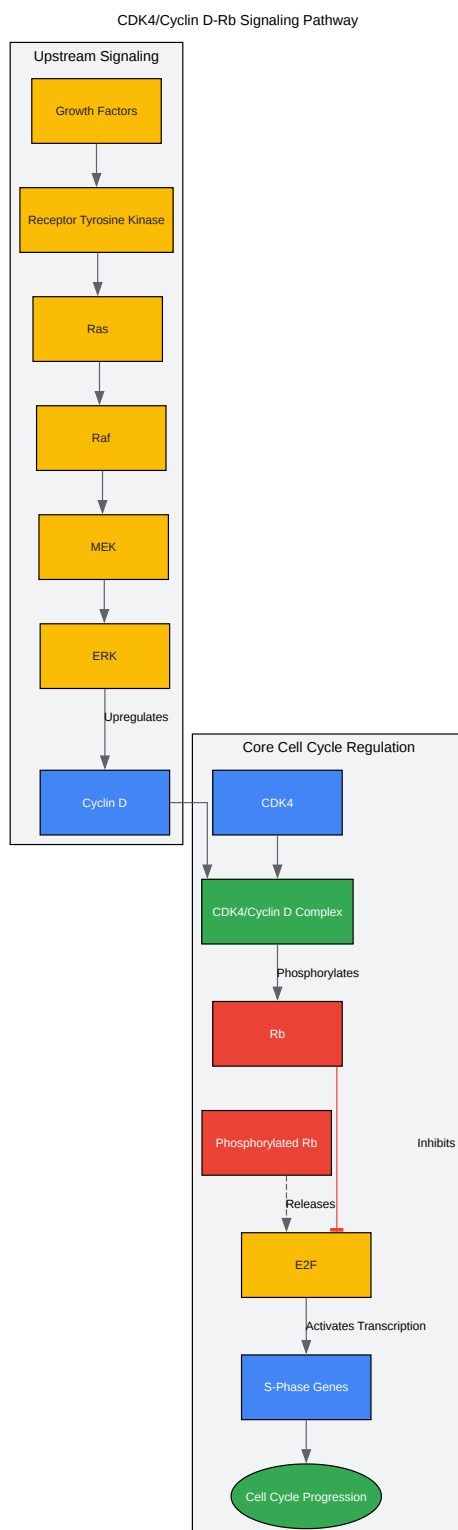 CDK4/Cyclin D-Rb Signaling Pathway
Upstream Signaling
Growth Factors
Receptor Tyrosine Kinase
Ras
Raf
MEK
ERK
Upregulates
Core Cell Cycle Regulation
Cyclin D
CDK4
CDK4/Cyclin D Complex
Phosphorylates
Rb
Phosphorylated Rb
Inhibits
Releases
E2F
Activates Transcription
S-Phase Genes
Cell Cycle Progression